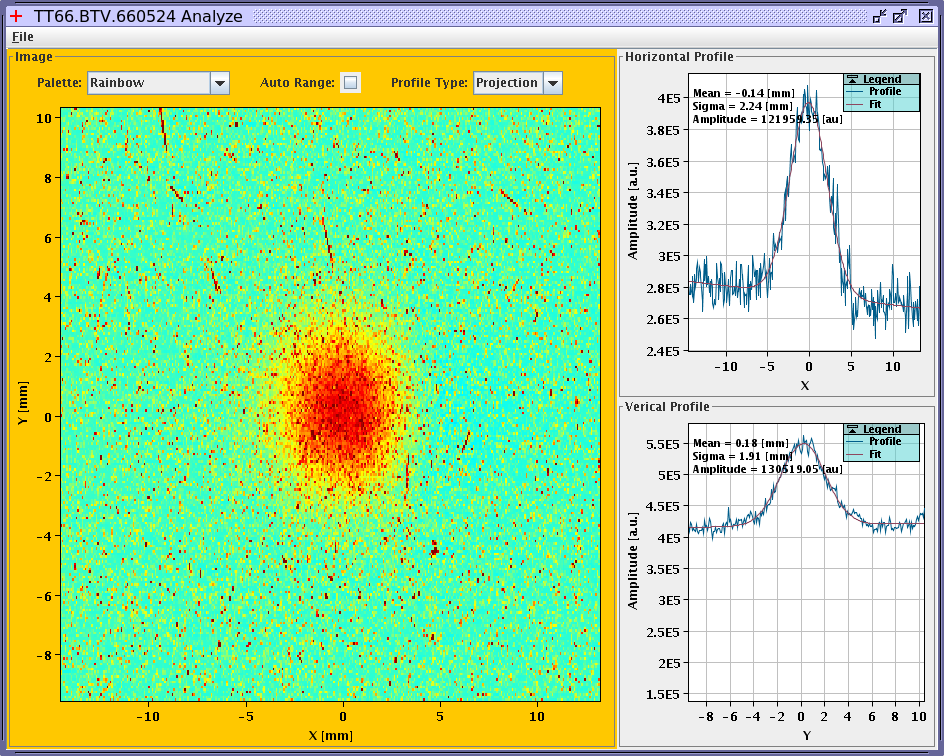 TT66.BTV.660524 Analyze
File
Image
Palette: Rainbow Auto Range: Profile Type: Projection
10
8
6
4
2
0
-2
-4
-6
-8
Y [mm]
-10 -5 0 5 10
X [mm]
Horizontal Profile
Legend
Profile
Fit
Mean = -0.14 [mm]
Sigma = 2.24 [mm]
Amplitude = 121959.35 [au]
4E5
3.8E5
3.6E5
3.4E5
3.2E5
3E5
2.8E5
2.6E5
2.4E5
Amplitude [a.u.]
-10 -5 0 5 10
X
Verical Profile
Legend
Profile
Fit
Mean = 0.18 [mm]
Sigma = 1.91 [mm]
Amplitude = 130519.05 [au]
5.5E5
5E5
4.5E5
4E5
3.5E5
3E5
2.5E5
2E5
1.5E5
Amplitude [a.u.]
-8 -6 -4 -2 0 2 4 6 8 10
Y